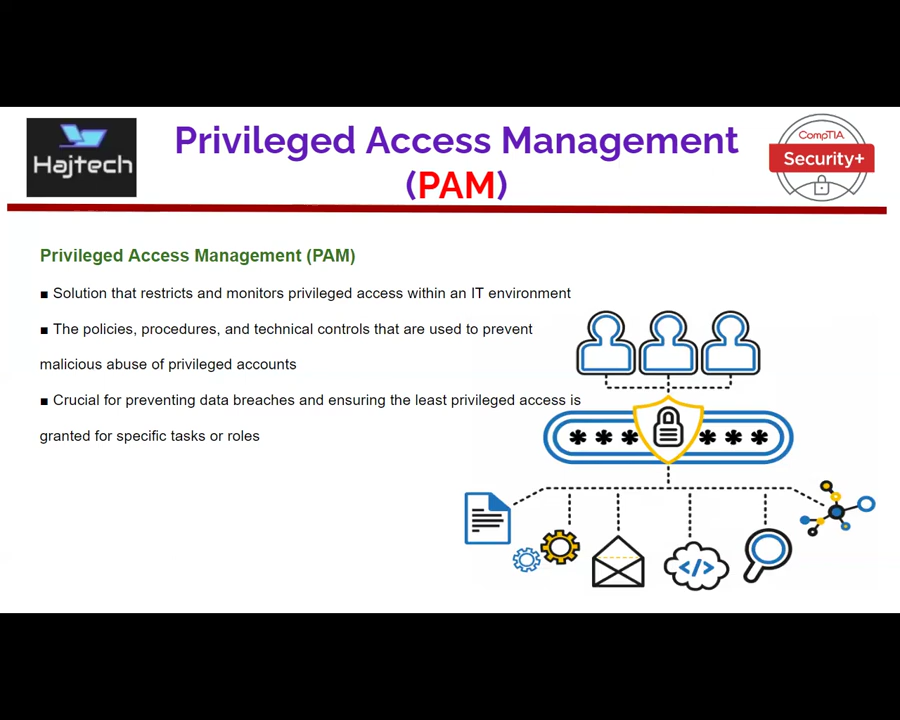 Hajtech
Privileged Access Management
(PAM)
CompTIA
Security+
Privileged Access Management (PAM)
■ Solution that restricts and monitors privileged access within an IT environment
■ The policies, procedures, and technical controls that are used to prevent
malicious abuse of privileged accounts
■ Crucial for preventing data breaches and ensuring the least privileged access is
granted for specific tasks or roles
* * * * * *
</>